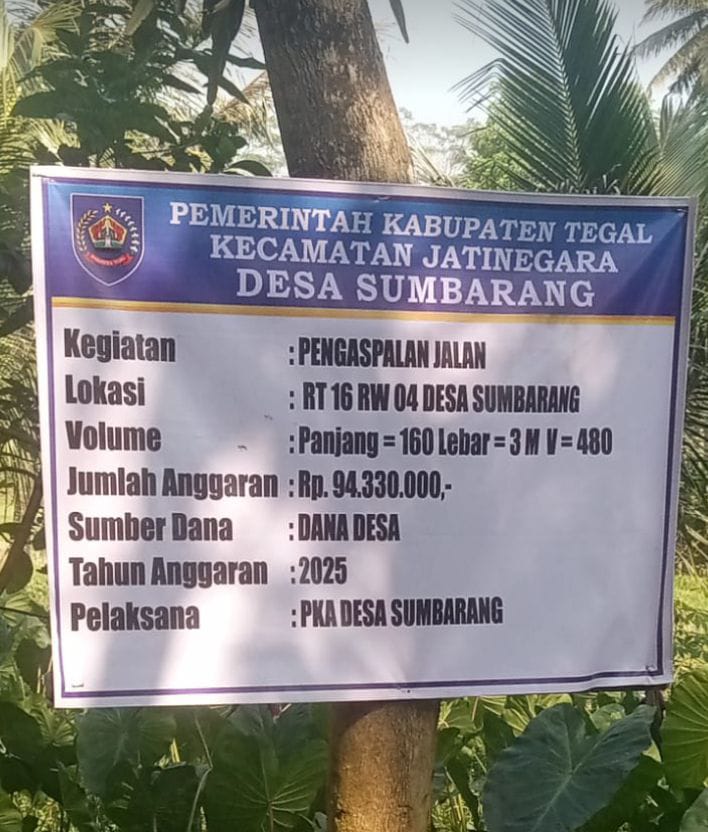 PEMERINTAH KABUPATEN TEGAL
KECAMATAN JATINEGARA
DESA SUMBARANG
Kegiatan : PENGASPALAN JALAN
Lokasi : RT 16 RW 04 DESA SUMBARANG
Volume : Panjang = 160 Lebar = 3 M V = 480
Jumlah Anggaran : Rp. 94.330.000,-
Sumber Dana : DANA DESA
Tahun Anggaran : 2025
Pelaksana : PKA DESA SUMBARANG